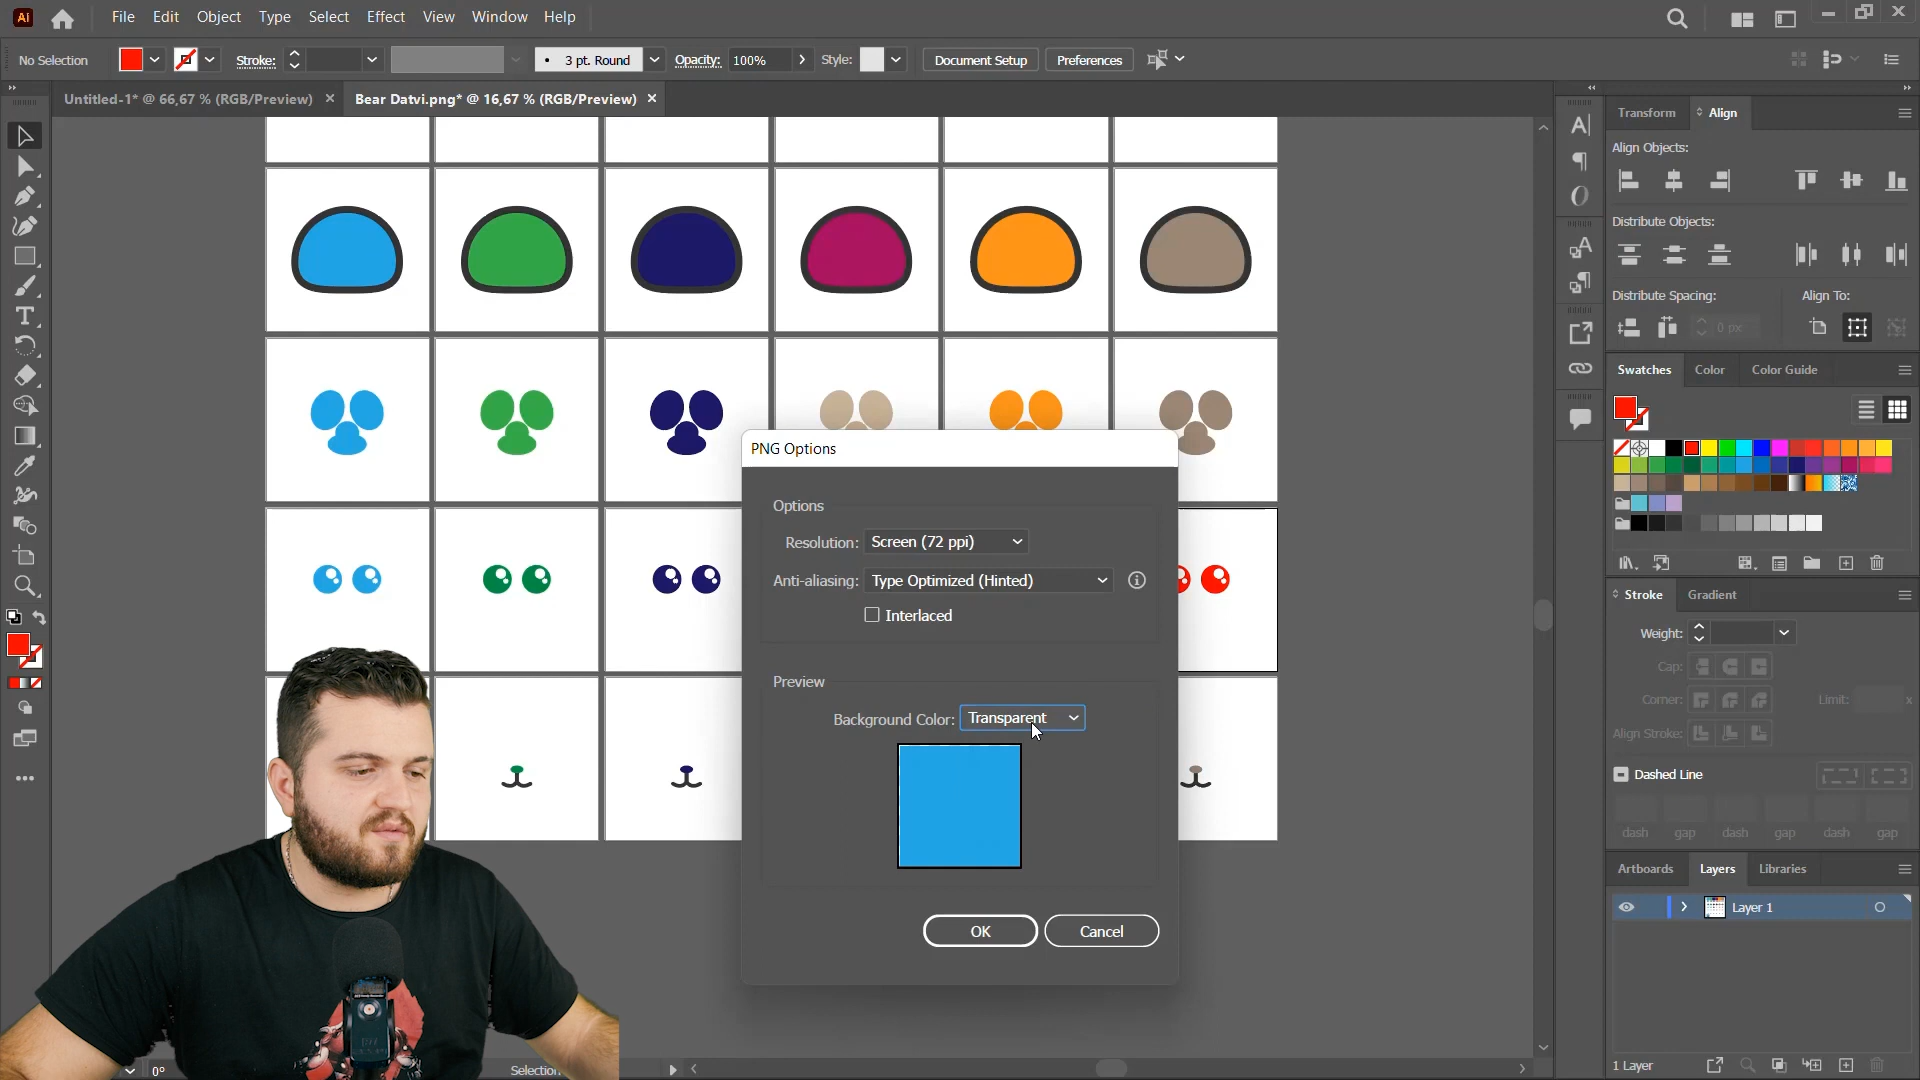 Ai
File Edit Object Type Select Effect View Window Help
No Selection
Stroke:
3 pt. Round
Opacity: 100%
Style:
Document Setup
Preferences
Untitled-1* @ 66,67 % (RGB/Preview)
Bear Datvi.png* @ 16,67 % (RGB/Preview)
Transform
Align
Align Objects:
Distribute Objects:
Distribute Spacing:
Align To:
0 px
Swatches
Color
Color Guide
Stroke
Gradient
Weight:
Cap:
Corner:
Limit:
x
Align Stroke:
Dashed Line
dash gap dash gap dash gap
Artboards
Layers
Libraries
Layer 1
1 Layer
PNG Options
Options
Resolution: Screen (72 ppi)
Anti-aliasing: Type Optimized (Hinted)
Interlaced
Preview
Background Color: Transparent
OK
Cancel
0°
Selection